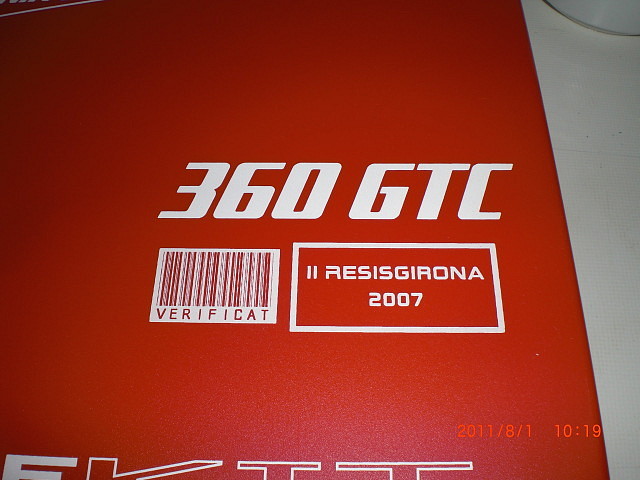 360 GTC
VERIFICAT
II RESISGIRONA
2007
2011/8/1 10:19